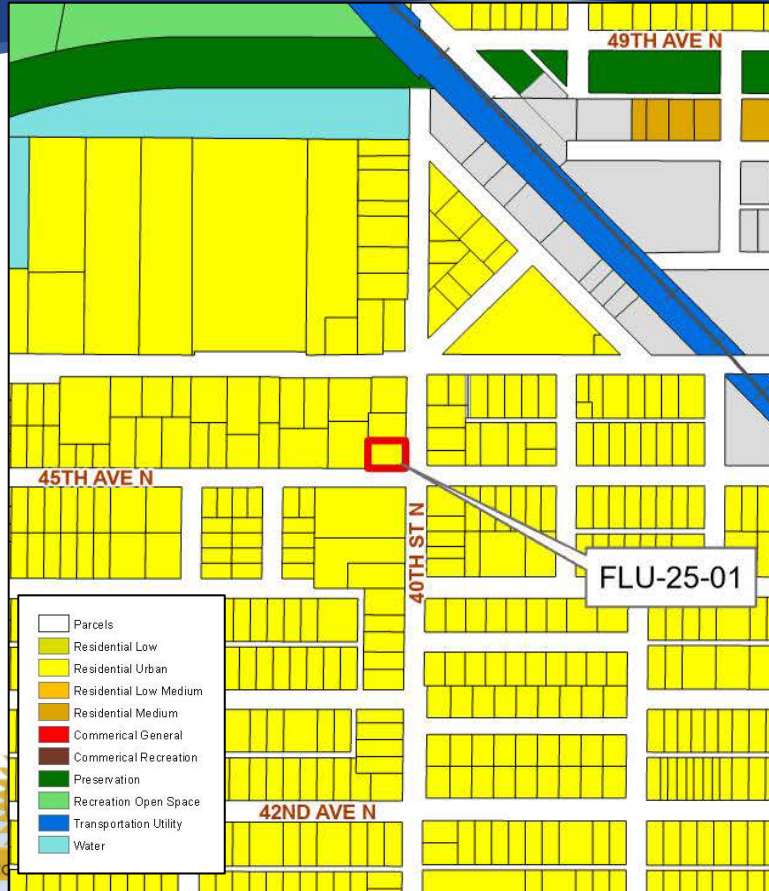 49TH AVE N
45TH AVE N
40TH ST N
FLU-25-01
Parcels
Residential Low
Residential Urban
Residential Low Medium
Residential Medium
Commerical General
Commerical Recreation
Preservation
Recreation Open Space
Transportation Utility
Water
42ND AVE N